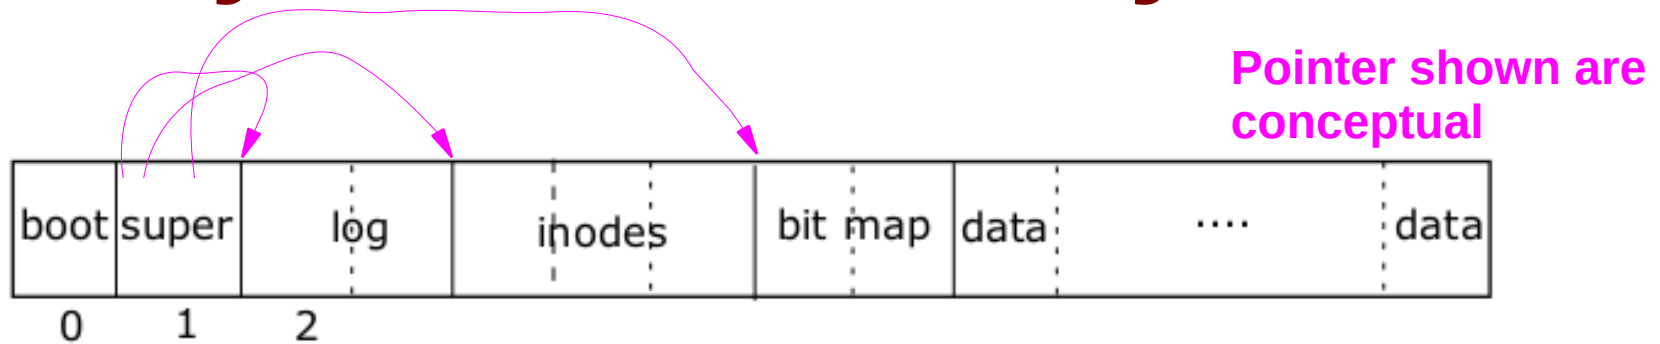 Pointer shown are
conceptual
boot super log inodes bit map data .... data
0 1 2